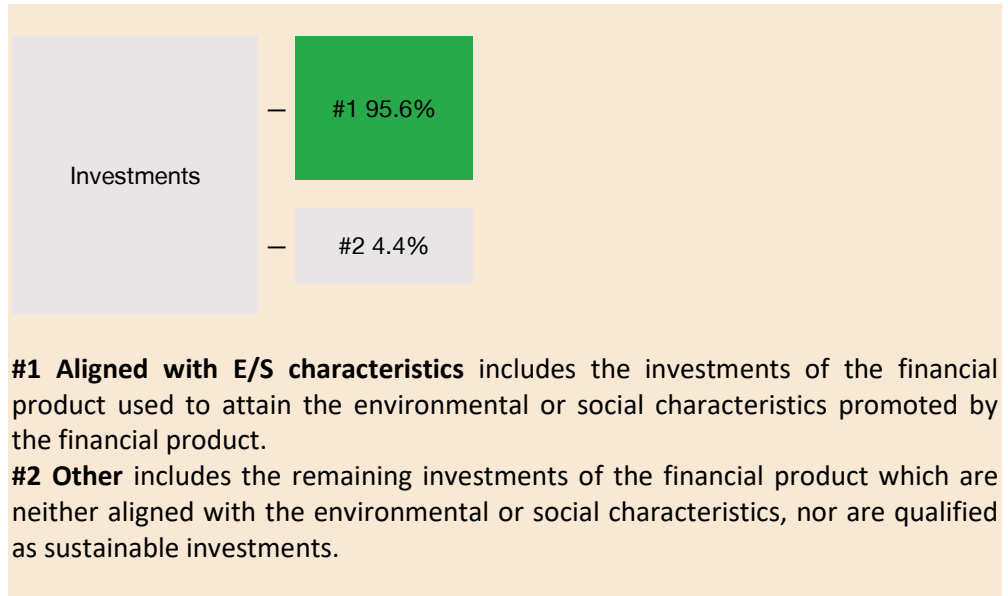 #1 95.6%
Investments
#2 4.4%
#1 Aligned with E/S characteristics includes the investments of the financial
product used to attain the environmental or social characteristics promoted by
the financial product.
#2 Other includes the remaining investments of the financial product which are
neither aligned with the environmental or social characteristics, nor are qualified
as sustainable investments.